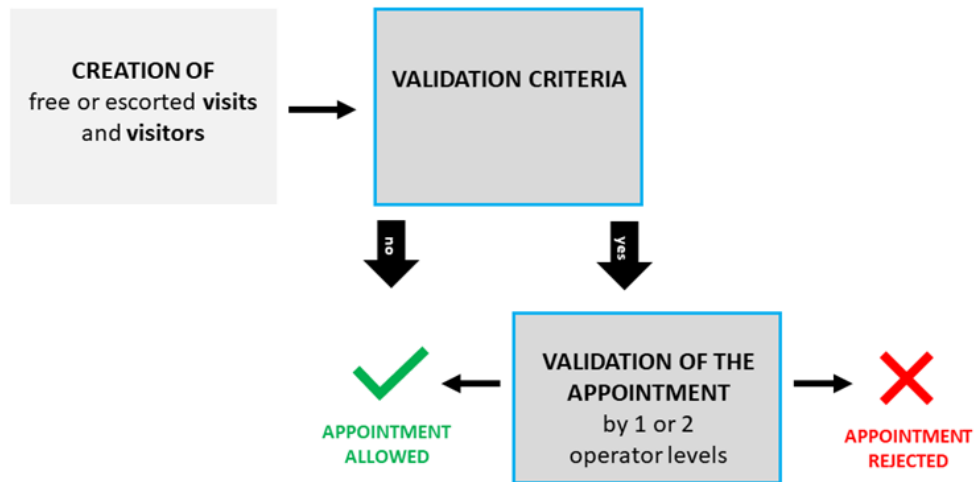 CREATION OF
free or escorted visits
and visitors
VALIDATION CRITERIA
no
yes
VALIDATION OF THE
APPOINTMENT
by 1 or 2
operator levels
APPOINTMENT
ALLOWED
APPOINTMENT
REJECTED